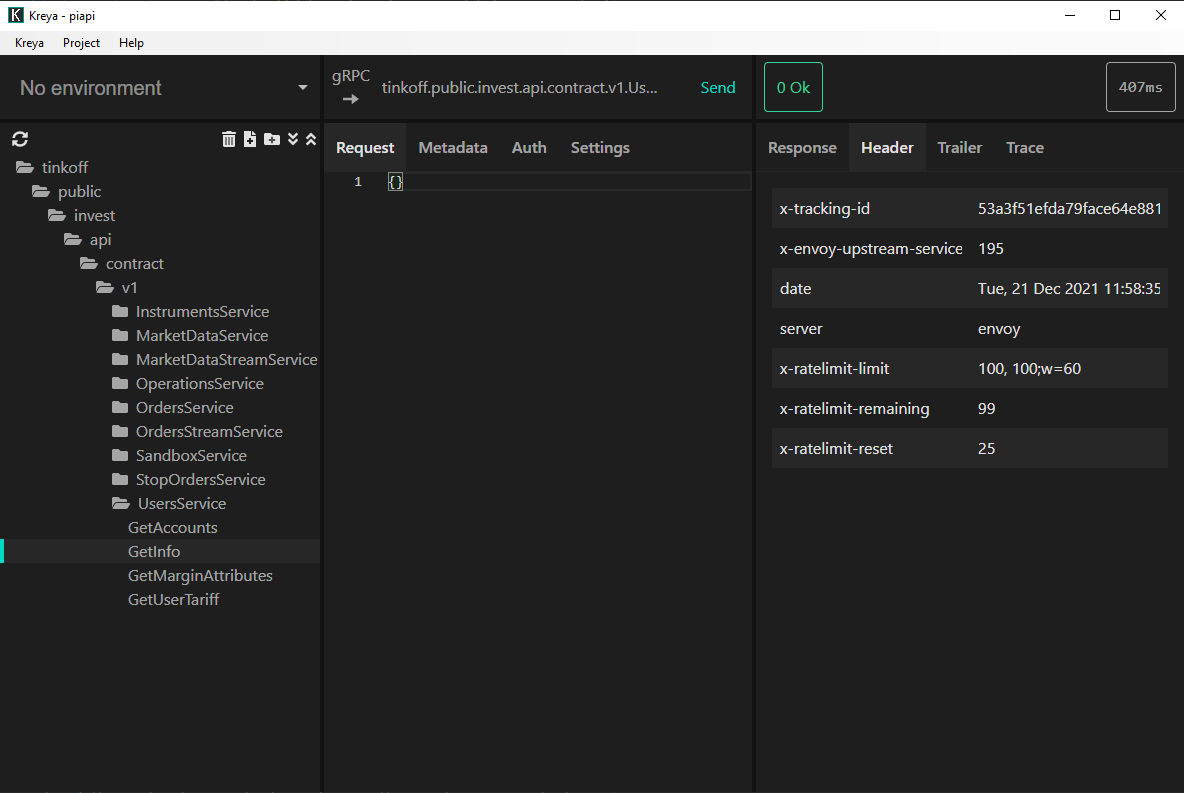 Kreya - piapi
Kreya Project Help
No environment
gRPC
tinkoff.public.invest.api.contract.v1.Us...
Send
0 Ok
407ms
tinkoff
public
invest
api
contract
v1
InstrumentsService
MarketDataService
MarketDataStreamService
OperationsService
OrdersService
OrdersStreamService
SandboxService
StopOrdersService
UsersService
GetAccounts
GetInfo
GetMarginAttributes
GetUserTariff
Request Metadata Auth Settings
1 {}
Response Header Trailer Trace
x-tracking-id 53a3f51efda79face64e881
x-envoy-upstream-service 195
date Tue, 21 Dec 2021 11:58:35
server envoy
x-ratelimit-limit 100, 100;w=60
x-ratelimit-remaining 99
x-ratelimit-reset 25